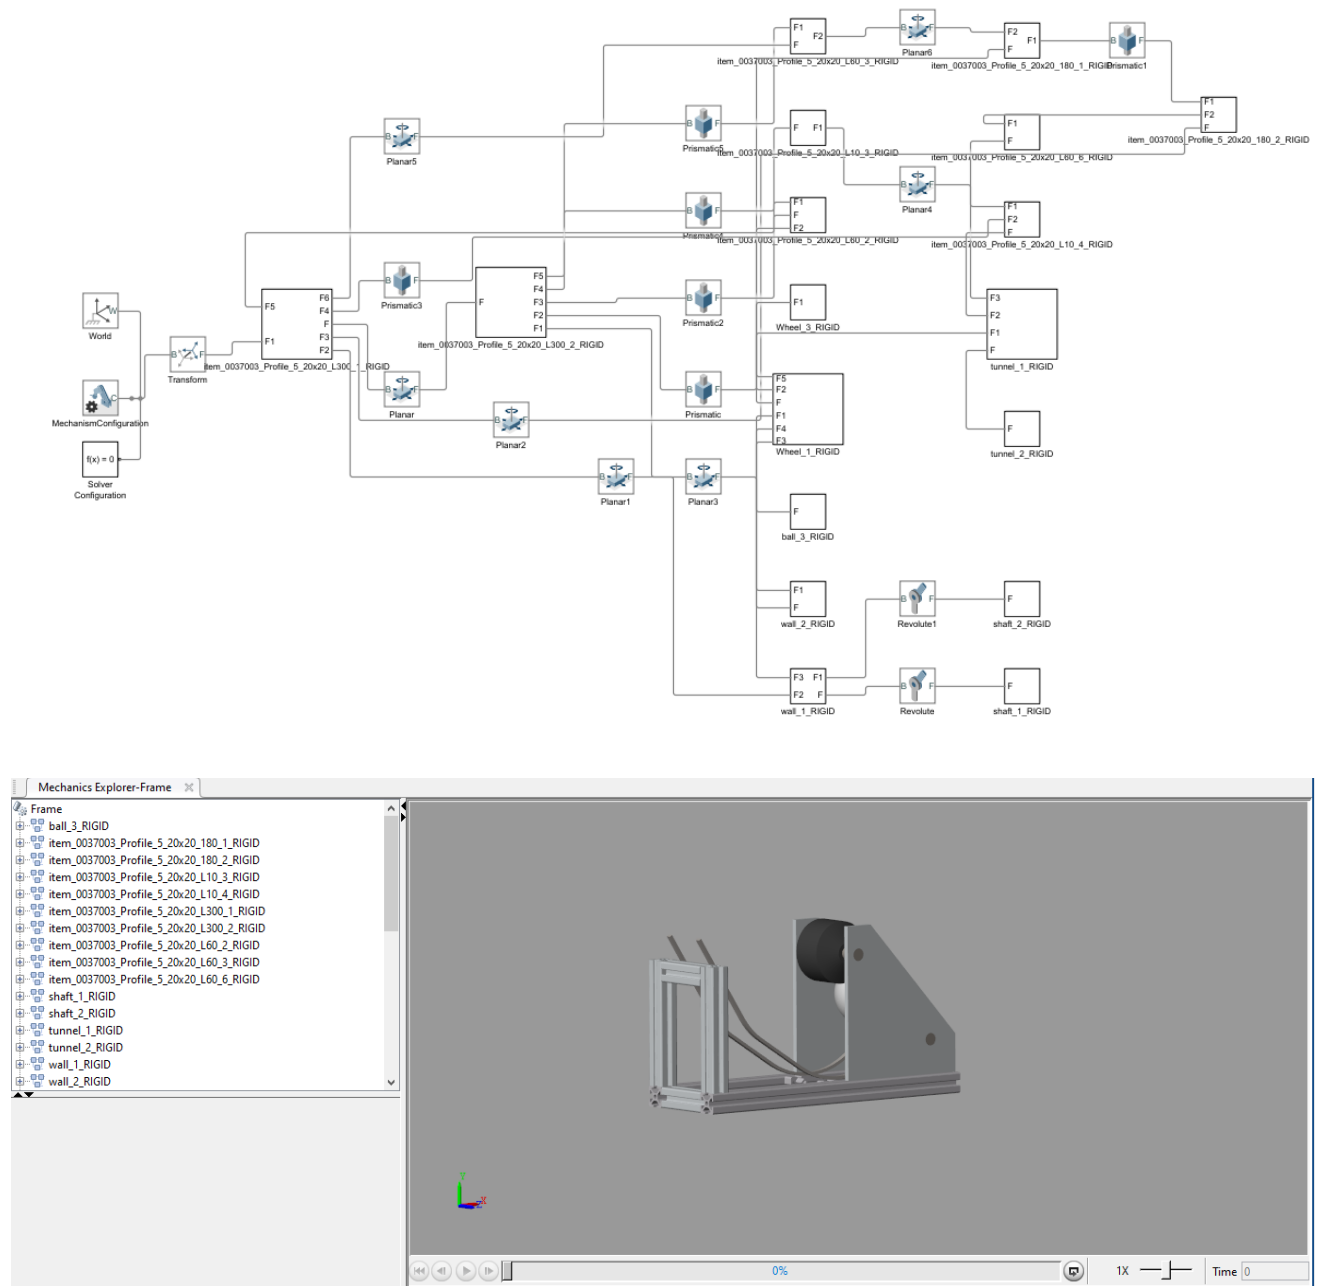 F1
F
F2
item_0037003_Profile_5_20x20_L60_3_RIGID
B F
Planar6
F2
F
F1
item_0037003_Profile_5_20x20_180_1_RIGID
B F
Prismatic1
F1
F2
F
item_0037003_Profile_5_20x20_180_2_RIGID
B F
Planar5
B F
Prismatic5
F F1
item_0037003_Profile_5_20x20_L10_3_RIGID
F1
F
item_0037003_Profile_5_20x20_L60_6_RIGID
B F
Planar4
B F
Prismatic4
F1
F
F2
item_0037003_Profile_5_20x20_L60_2_RIGID
F1
F2
F
item_0037003_Profile_5_20x20_L10_4_RIGID
W
World
B F
Transform
C
MechanismConfiguration
f(x) = 0
Solver
Configuration
F5
F1
F6
F4
F
F3
F2
item_0037003_Profile_5_20x20_L300_1_RIGID
B F
Prismatic3
B F
Planar
F
F5
F4
F3
F2
F1
item_0037003_Profile_5_20x20_L300_2_RIGID
B F
Planar2
B F
Planar1
B F
Prismatic2
B F
Prismatic
B F
Planar3
F1
Wheel_3_RIGID
F5
F2
F
F1
F4
F3
Wheel_1_RIGID
F3
F2
F1
F
tunnel_1_RIGID
F
tunnel_2_RIGID
F
ball_3_RIGID
F1
F
wall_2_RIGID
B F
Revolute1
F
shaft_2_RIGID
F3 F1
F2 F
wall_1_RIGID
B F
Revolute
F
shaft_1_RIGID
Mechanics Explorer-Frame
Frame
ball_3_RIGID
item_0037003_Profile_5_20x20_180_1_RIGID
item_0037003_Profile_5_20x20_180_2_RIGID
item_0037003_Profile_5_20x20_L10_3_RIGID
item_0037003_Profile_5_20x20_L10_4_RIGID
item_0037003_Profile_5_20x20_L300_1_RIGID
item_0037003_Profile_5_20x20_L300_2_RIGID
item_0037003_Profile_5_20x20_L60_2_RIGID
item_0037003_Profile_5_20x20_L60_3_RIGID
item_0037003_Profile_5_20x20_L60_6_RIGID
shaft_1_RIGID
shaft_2_RIGID
tunnel_1_RIGID
tunnel_2_RIGID
wall_1_RIGID
wall_2_RIGID
Y
Z X
0%
1X
Time 0